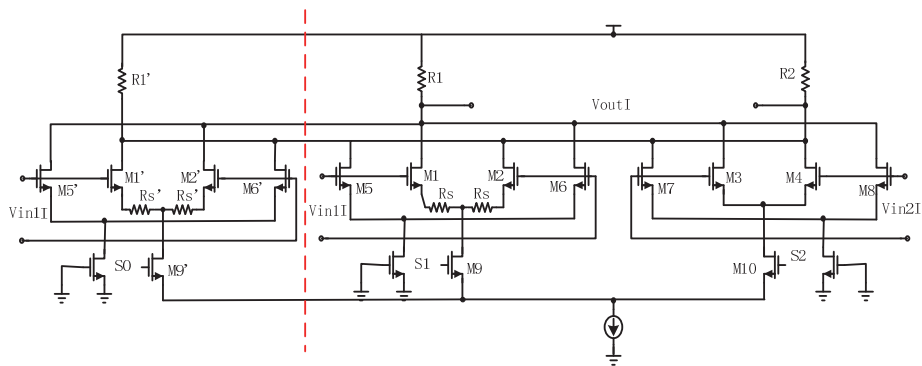 R1' R1 R2
VoutI
M5' M1' M2' M6' M5 M1 M2 M6 M7 M3 M4 M8
Rs' Rs' Rs Rs
Vin1I Vin1I Vin2I
S0 M9' S1 M9 M10 S2